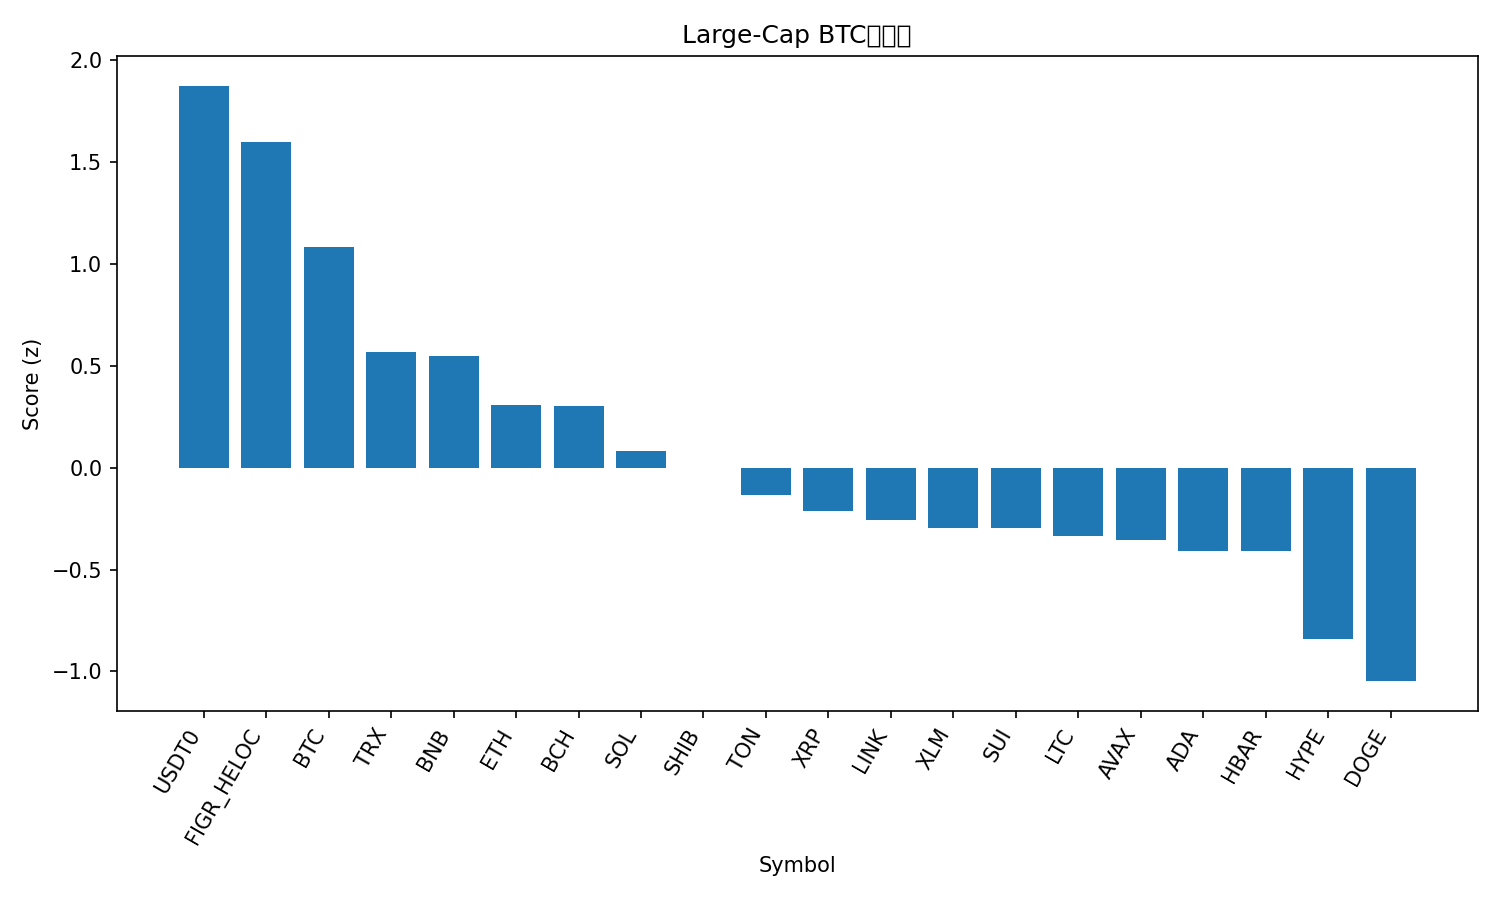 Large-Cap BTC
2.0
1.5
1.0
0.5
0.0
−0.5
−1.0
Score (z)
USDT0
FIGR_HELOC
BTC
TRX
BNB
ETH
BCH
SOL
SHIB
TON
XRP
LINK
XLM
SUI
LTC
AVAX
ADA
HBAR
HYPE
DOGE
Symbol